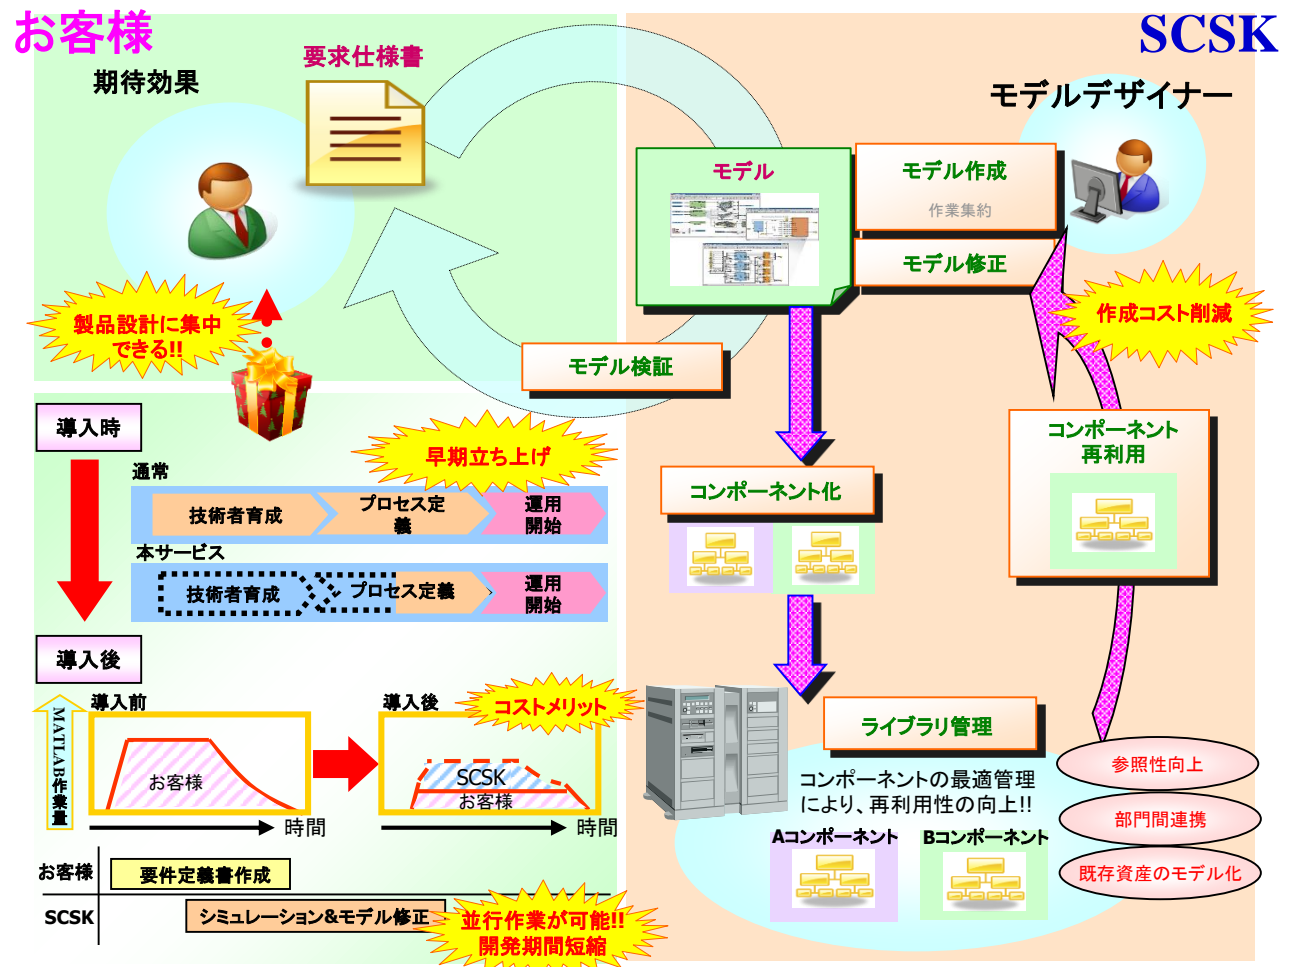 お客様
SCSK
期待効果
要求仕様書
モデルデザイナー
モデル
モデル作成
作業集約
モデル修正
製品設計に集中
できる!!
作成コスト削減
モデル検証
導入時
早期立ち上げ
コンポーネント
再利用
通常
技術者育成
プロセス定
義
運用
開始
コンポーネント化
本サービス
技術者育成
プロセス定義
運用
開始
導入後
導入前
導入後
コストメリット
MATLAB作業量
お客様
SCSK
お客様
時間
時間
ライブラリ管理
コンポーネントの最適管理
により、再利用性の向上!!
Aコンポーネント
Bコンポーネント
参照性向上
部門間連携
既存資産のモデル化
お客様
要件定義書作成
SCSK
シミュレーション&モデル修正
並行作業が可能!!
開発期間短縮